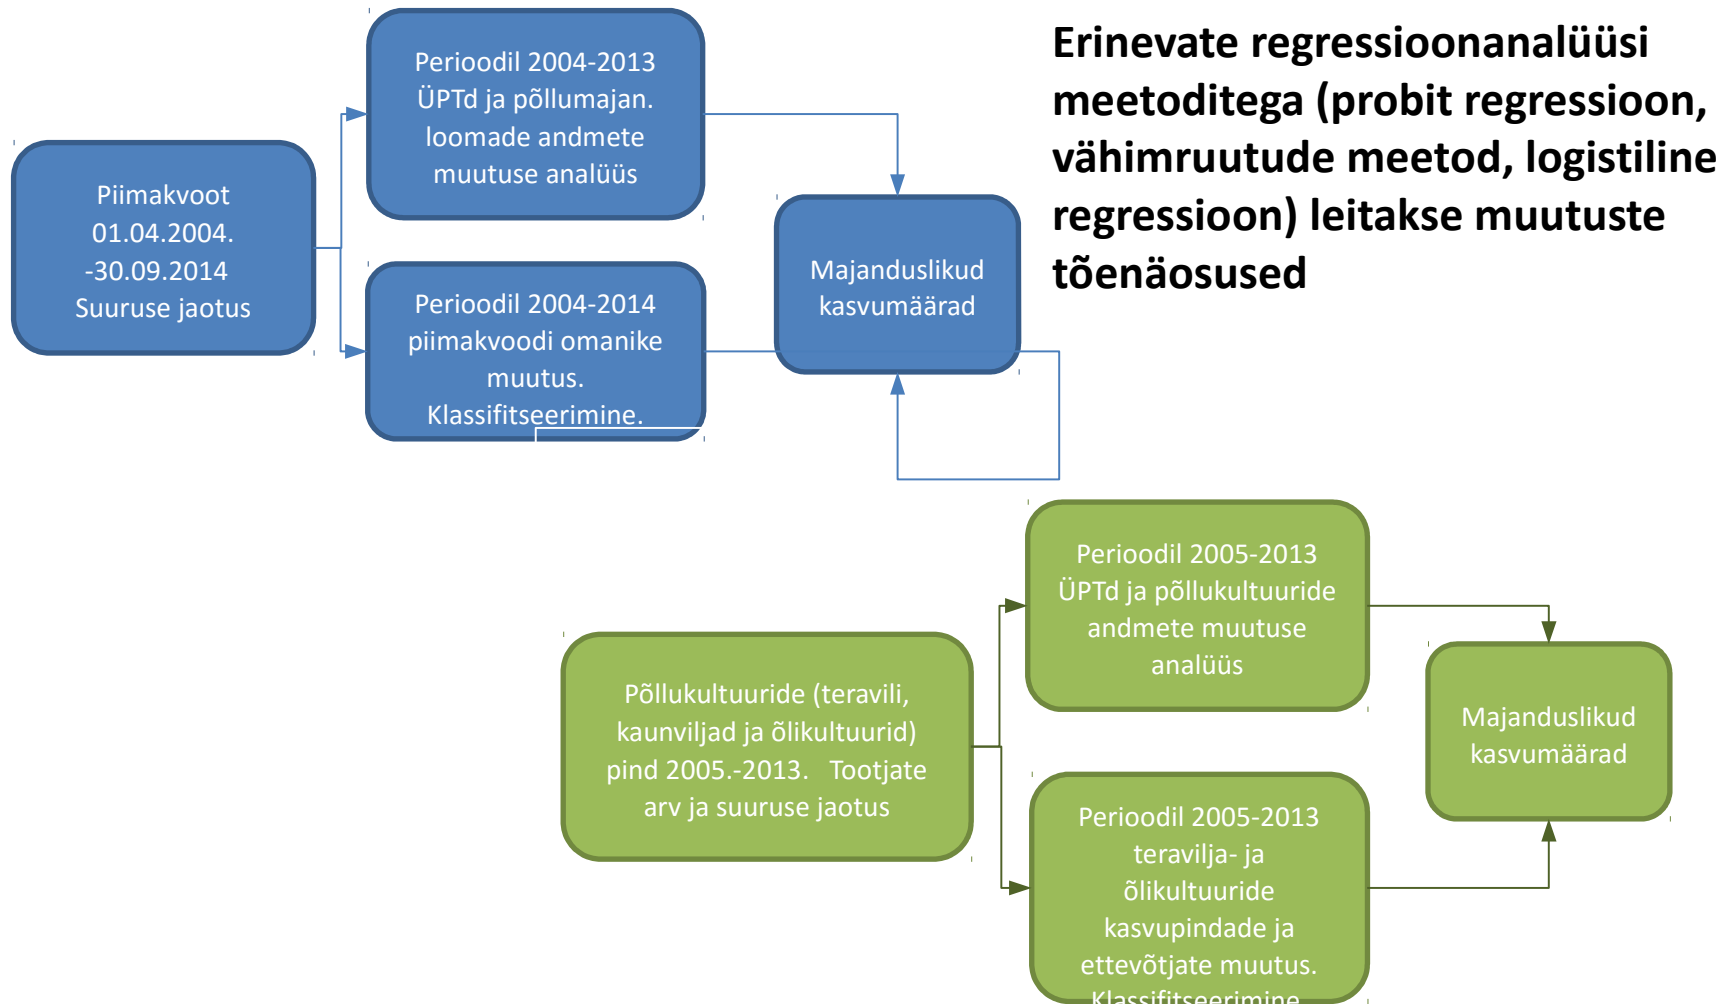 Erinevate regressioonanalüüsi
meetoditega (probit regressioon,
vähimruutude meetod, logistiline
regressioon) leitakse muutuste
tõenäosused
Piimakvoot
01.04.2004.
-30.09.2014
Suuruse jaotus
Perioodil 2004-2013
ÜPTd ja põllumajan.
loomade andmete
muutuse analüüs
Perioodil 2004-2014
piimakvoodi omanike
muutus.
Klassifitseerimine.
Majanduslikud
kasvumäärad
Põllukultuuride (teravili,
kaunviljad ja õlikultuurid)
pind 2005.-2013. Tootjate
arv ja suuruse jaotus
Perioodil 2005-2013
ÜPTd ja põllukultuuride
andmete muutuse
analüüs
Perioodil 2005-2013
teravilja- ja
õlikultuuride
kasvupindade ja
ettevõtjate muutus.
Klassifitseerimine.
Majanduslikud
kasvumäärad